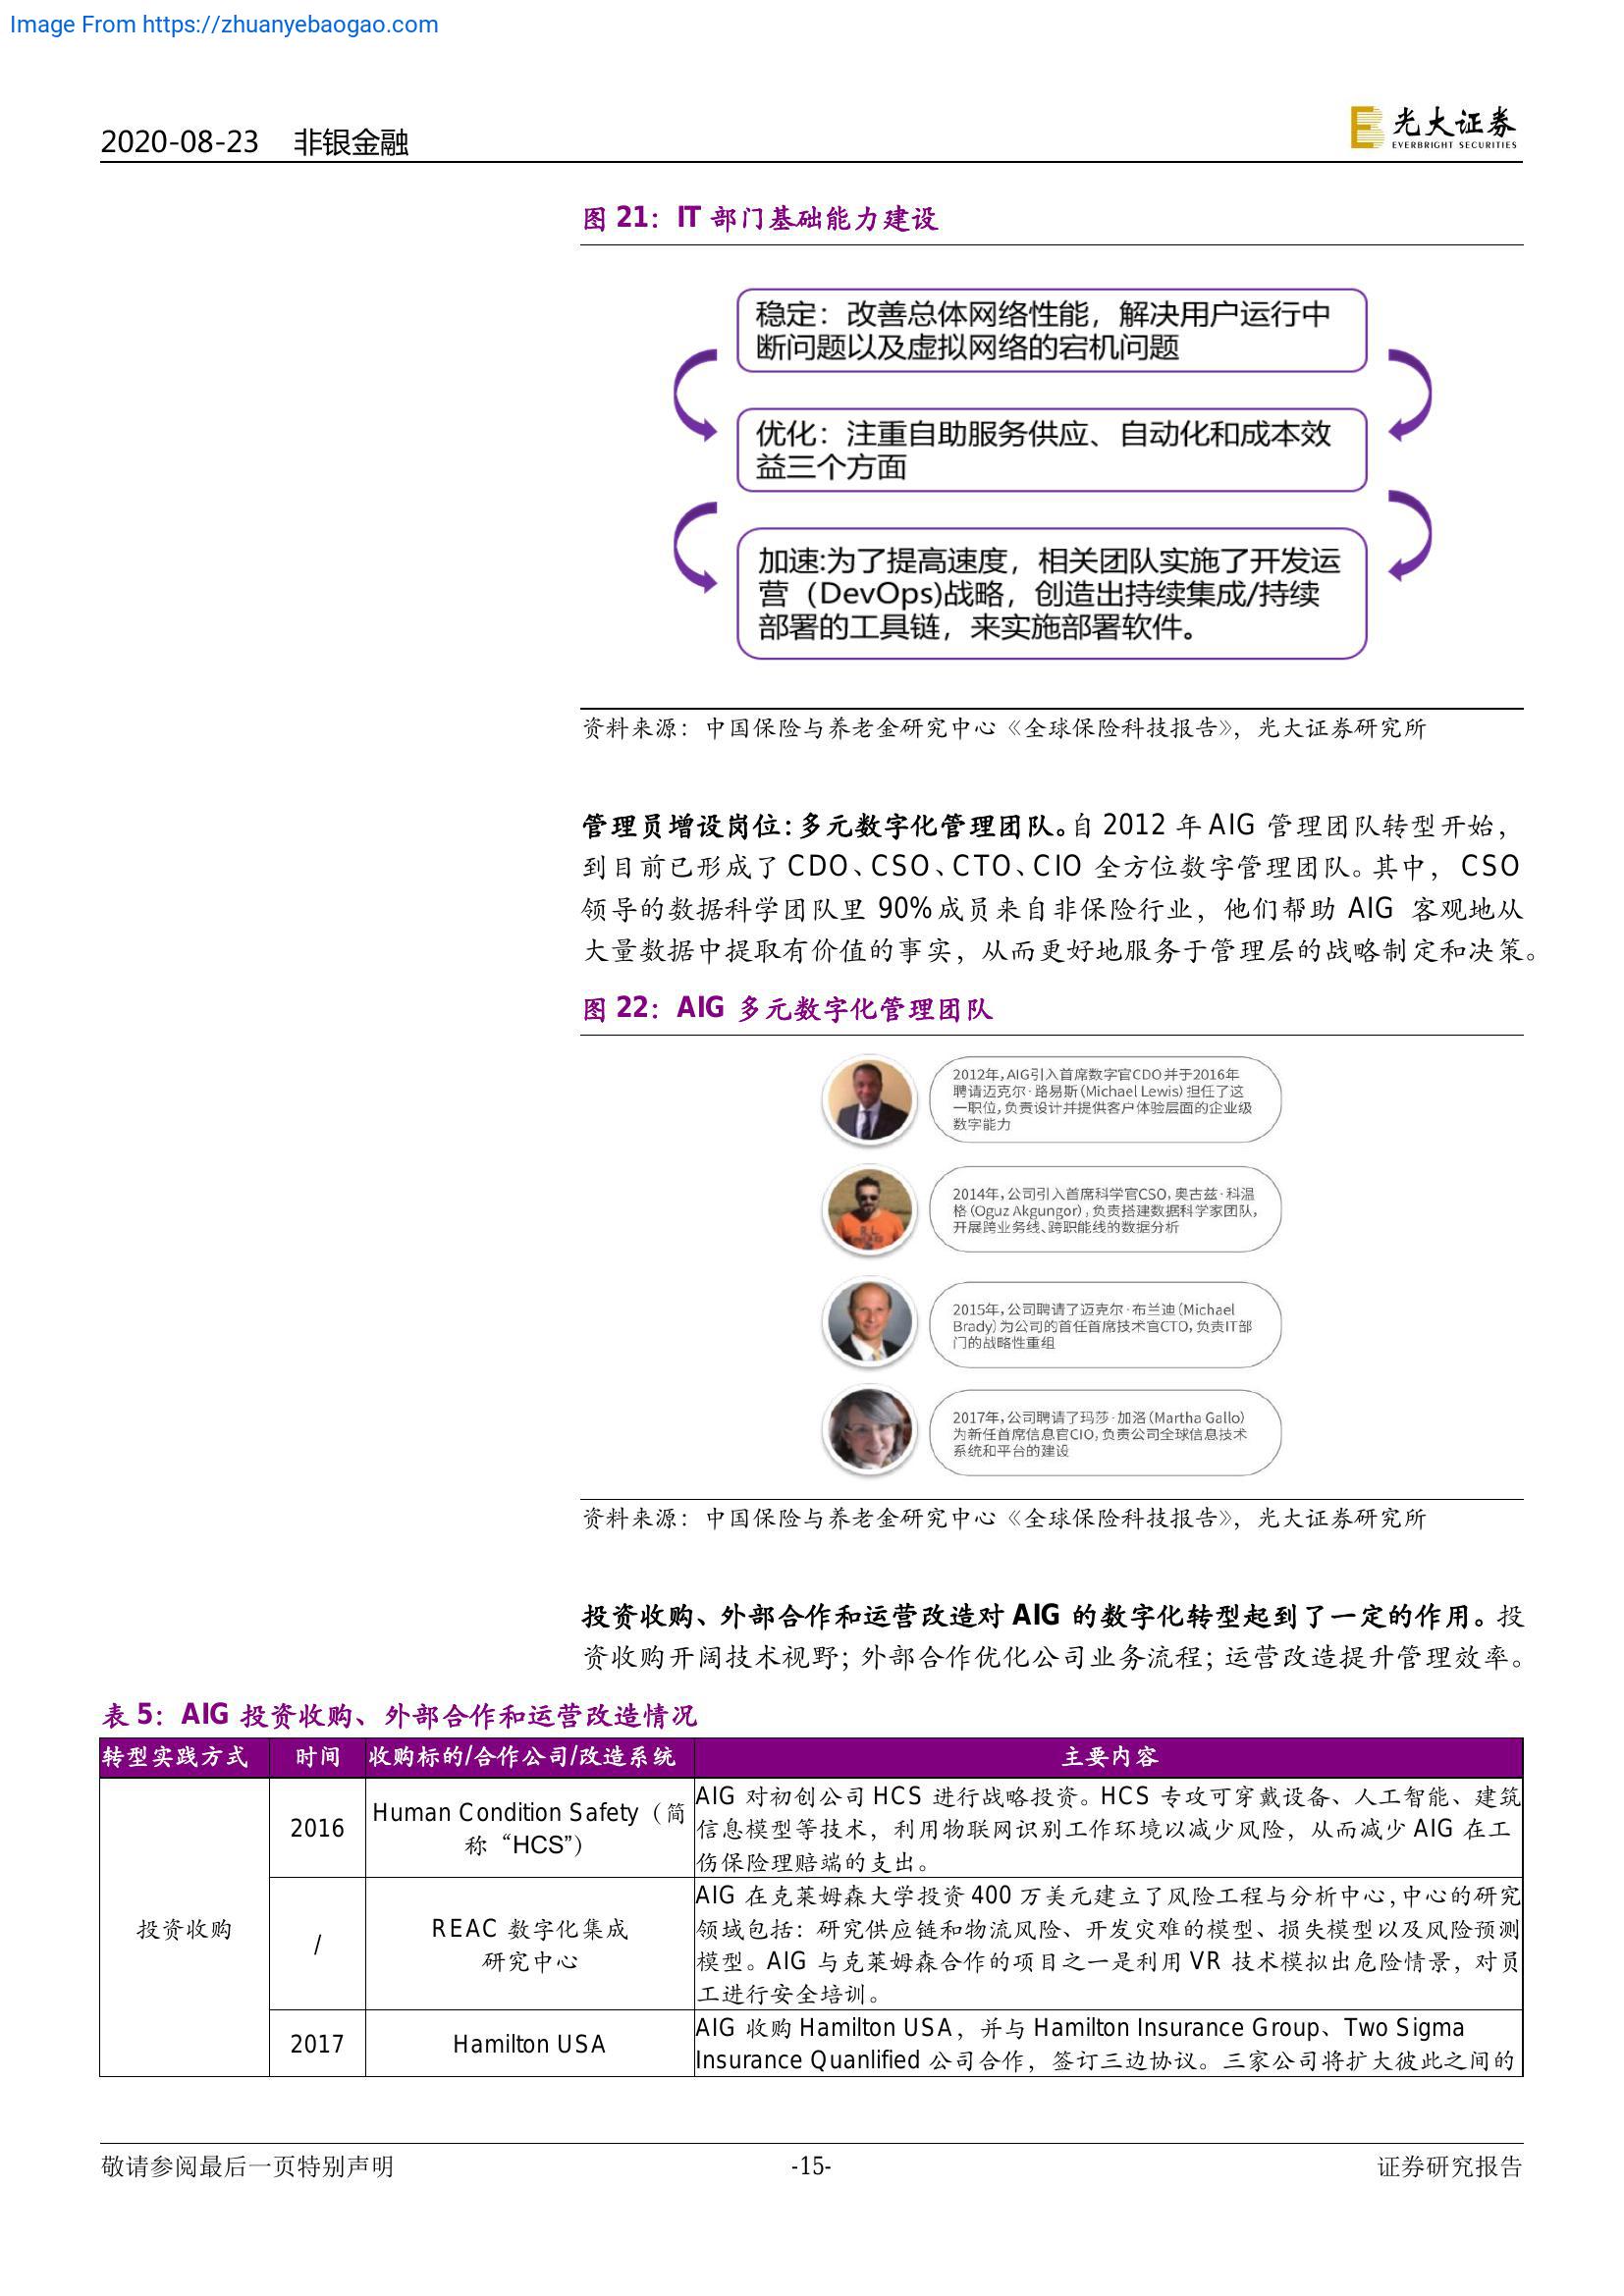 Image From https://zhuanyebaogao.com
2020-08-23 非银金融
光大证券
EVERBRIGHT SECURITIES
图 21：IT 部门基础能力建设
稳定：改善总体网络性能，解决用户运行中
断问题以及虚拟网络的宕机问题
优化：注重自助服务供应、自动化和成本效
益三个方面
加速:为了提高速度，相关团队实施了开发运
营（DevOps)战略，创造出持续集成/持续
部署的工具链，来实施部署软件。
资料来源：中国保险与养老金研究中心《全球保险科技报告》，光大证券研究所
管理员增设岗位：多元数字化管理团队。自 2012 年 AIG 管理团队转型开始，
到目前已形成了 CDO、CSO、CTO、CIO 全方位数字管理团队。其中，CSO
领导的数据科学团队里 90%成员来自非保险行业，他们帮助 AIG 客观地从
大量数据中提取有价值的事实，从而更好地服务于管理层的战略制定和决策。
图 22：AIG 多元数字化管理团队
2012年，AIG引入首席数字官CDO并于2016年
聘请迈克尔·路易斯（Michael Lewis）担任了这
一职位，负责设计并提供客户体验层面的企业级
数字能力
2014年，公司引入首席科学官CSO，奥古兹·科温
格（Oguz Akgungor），负责搭建数据科学家团队，
开展跨业务线、跨职能线的数据分析
2015年，公司聘请了迈克尔·布兰迪（Michael
Brady）为公司的首任首席技术官CTO，负责IT部
门的战略性重组
2017年，公司聘请了玛莎·加洛（Martha Gallo）
为新任首席信息官CIO，负责公司全球信息技术
系统和平台的建设
资料来源：中国保险与养老金研究中心《全球保险科技报告》，光大证券研究所
投资收购、外部合作和运营改造对 AIG 的数字化转型起到了一定的作用。投
资收购开阔技术视野；外部合作优化公司业务流程；运营改造提升管理效率。
表 5：AIG 投资收购、外部合作和运营改造情况
转型实践方式 时间 收购标的/合作公司/改造系统 主要内容
投资收购
2016
Human Condition Safety（简
称“HCS”）
AIG 对初创公司 HCS 进行战略投资。HCS 专攻可穿戴设备、人工智能、建筑
信息模型等技术，利用物联网识别工作环境以减少风险，从而减少 AIG 在工
伤保险理赔端的支出。
/
REAC 数字化集成
研究中心
AIG 在克莱姆森大学投资 400 万美元建立了风险工程与分析中心，中心的研究
领域包括：研究供应链和物流风险、开发灾难的模型、损失模型以及风险预测
模型。AIG 与克莱姆森合作的项目之一是利用 VR 技术模拟出危险情景，对员
工进行安全培训。
2017
Hamilton USA
AIG 收购 Hamilton USA，并与 Hamilton Insurance Group、Two Sigma
Insurance Quanlified 公司合作，签订三边协议。三家公司将扩大彼此之间的
敬请参阅最后一页特别声明 -15- 证券研究报告